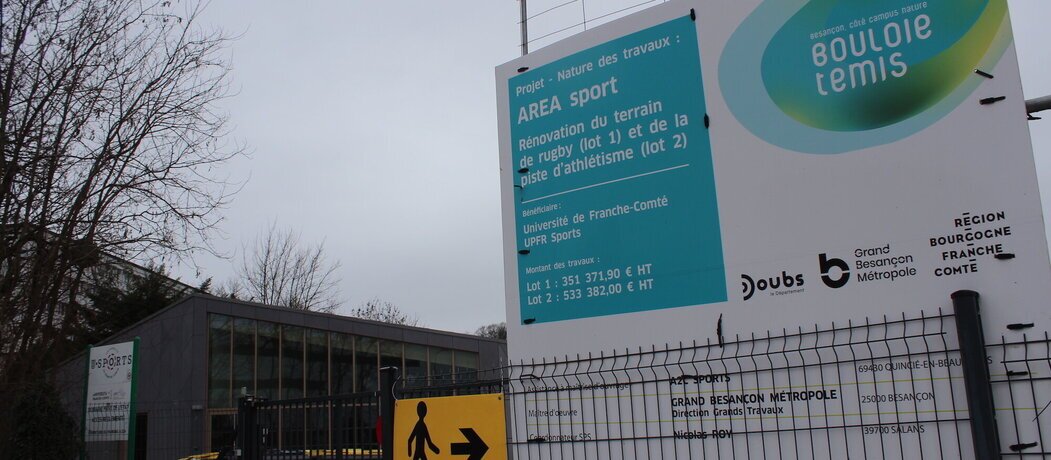 Projet - Nature des travaux :
AREA sport
Rénovation du terrain
de rugby (lot 1) et de la
piste d'athlétisme (lot 2)
Bénéficiaire :
Université de Franche-Comté
UPFR Sports
Montant des travaux :
Lot 1 : 351 371,90 € HT
Lot 2 : 533 382,00 € HT
Besançon, côté campus nature
BOULOIE
temis
Doubs
le Département
Grand
Besançon
Métropole
RÉGION
BOURGOGNE
FRANCHE
COMTÉ
A2C SPORTS
69430 QUINCIÉ-EN-BEAUJOLAIS
Maître d'œuvre
GRAND BESANÇON MÉTROPOLE
Direction Grands Travaux
25000 BESANÇON
Coordonnateur SPS
Nicolas ROY
39700 SALANS
U-SPORTS